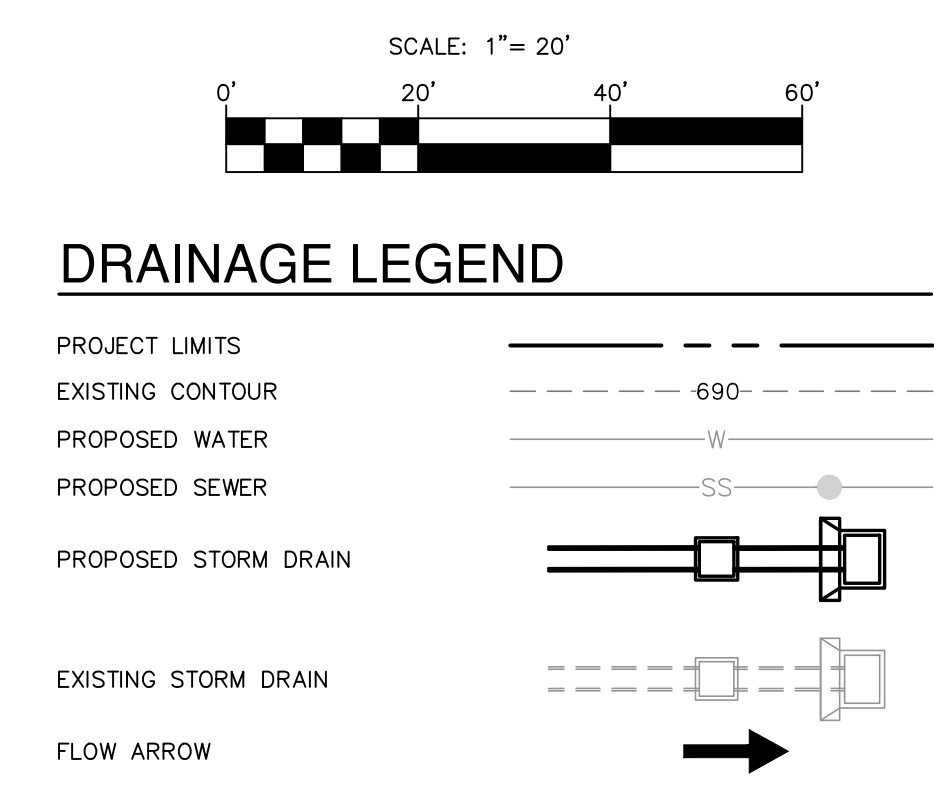 SCALE: 1"= 20'
0' 20' 40' 60'
DRAINAGE LEGEND
PROJECT LIMITS
EXISTING CONTOUR 690
PROPOSED WATER W
PROPOSED SEWER SS
PROPOSED STORM DRAIN
EXISTING STORM DRAIN
FLOW ARROW